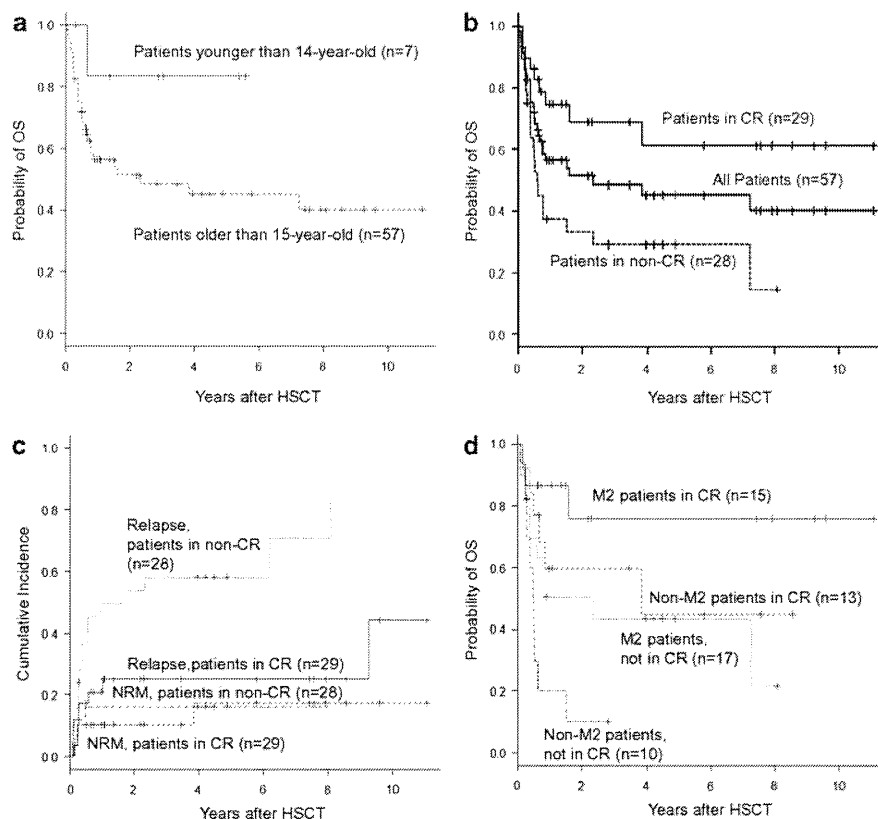 a
1.0
0.8
0.6
0.4
0.2
0.0
Probability of OS
Patients younger than 14-year-old (n=7)
Patients older than 15-year-old (n=57)
0 2 4 6 8 10
Years after HSCT
b
1.0
0.8
0.6
0.4
0.2
0.0
Probability of OS
Patients in CR (n=29)
All Patients (n=57)
Patients in non-CR (n=28)
0 2 4 6 8 10
Years after HSCT
c
1.0
0.8
0.6
0.4
0.2
0.0
Cumulative Incidence
Relapse,
patients in non-CR
(n=28)
Relapse,patients in CR (n=29)
NRM, patients in non-CR (n=28)
NRM, patients in CR (n=29)
0 2 4 6 8 10
Years after HSCT
d
1.0
0.8
0.6
0.4
0.2
0.0
Probability of OS
M2 patients in CR (n=15)
Non-M2 patients in CR (n=13)
M2 patients,
not in CR (n=17)
Non-M2 patients,
not in CR (n=10)
0 2 4 6 8 10
Years after HSCT